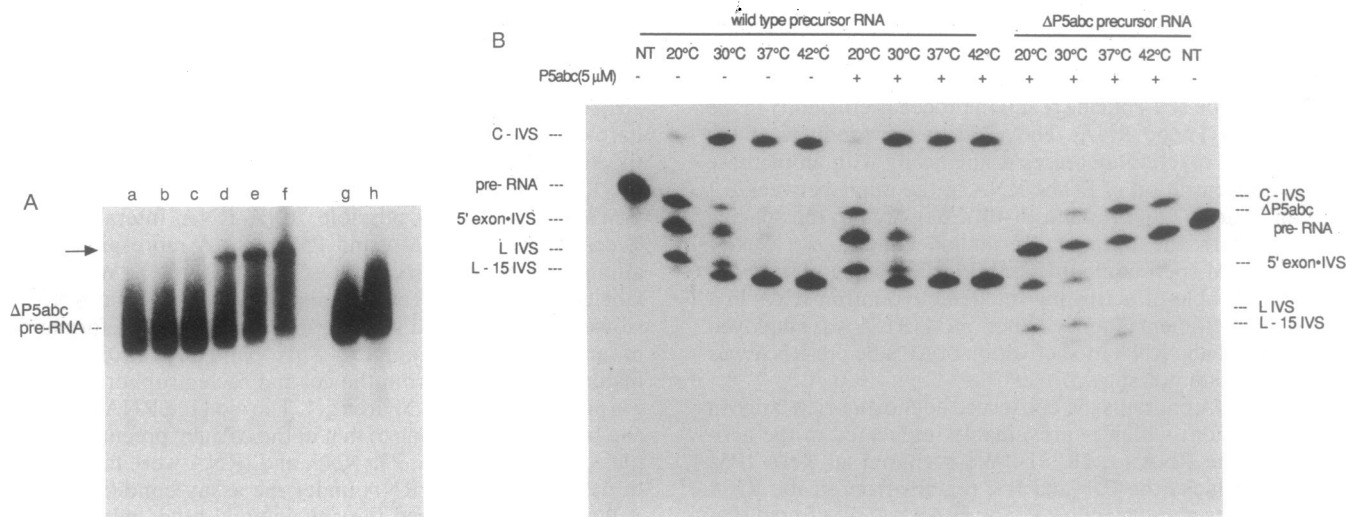 A
a b c d e f g h
ΔP5abc
pre-RNA --
B
wild type precursor RNA
ΔP5abc precursor RNA
NT 20°C 30°C 37°C 42°C 20°C 30°C 37°C 42°C 20°C 30°C 37°C 42°C NT
P5abc(5 μM) - - - - - + + + + + + + + -
C - IVS ---
pre- RNA ---
5' exon•IVS ---
L IVS ---
L - 15 IVS ---
--- C - IVS
--- ΔP5abc
pre- RNA
--- 5' exon•IVS
--- L IVS
--- L - 15 IVS